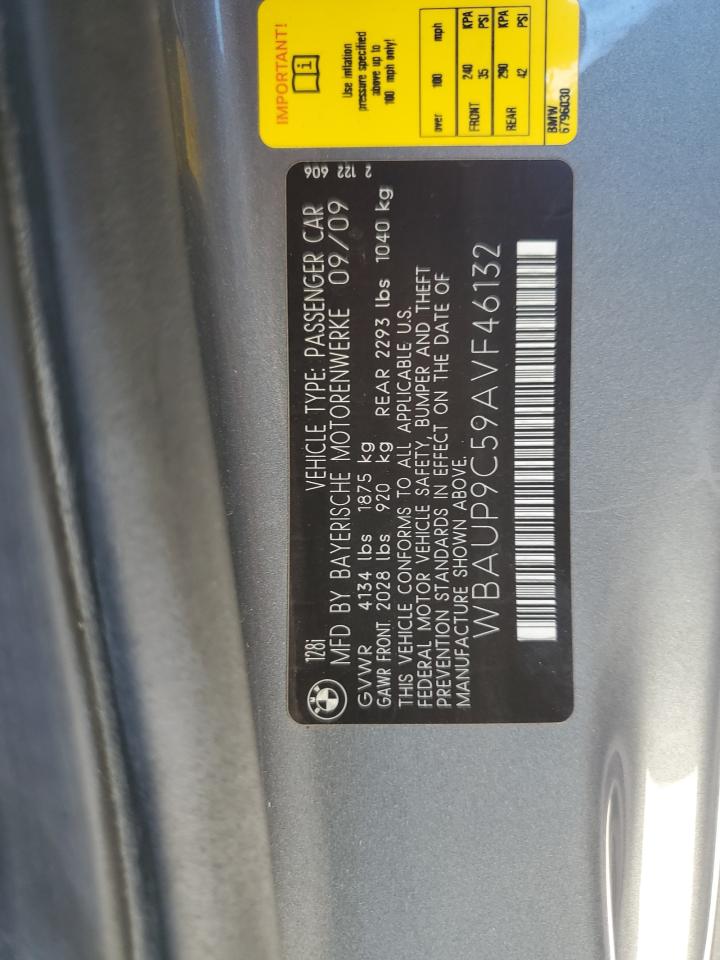 128i VEHICLE TYPE: PASSENGER CAR
MFD BY BAYERISCHE MOTORENWERKE 09/09
GVWR 4134 lbs 1875 kg
GAWR FRONT 2028 lbs 920 kg REAR 2293 lbs 1040 kg
THIS VEHICLE CONFORMS TO ALL APPLICABLE U.S.
FEDERAL MOTOR VEHICLE SAFETY, BUMPER AND THEFT
PREVENTION STANDARDS IN EFFECT ON THE DATE OF
MANUFACTURE SHOWN ABOVE.
WBAUP9C59AVF46132
2 122 606
IMPORTANT!
Use inflation
pressure specified
above up to
100 mph only!
over 100 mph
FRONT 240 KPA
35 PSI
REAR 290 KPA
42 PSI
BMW
6796030